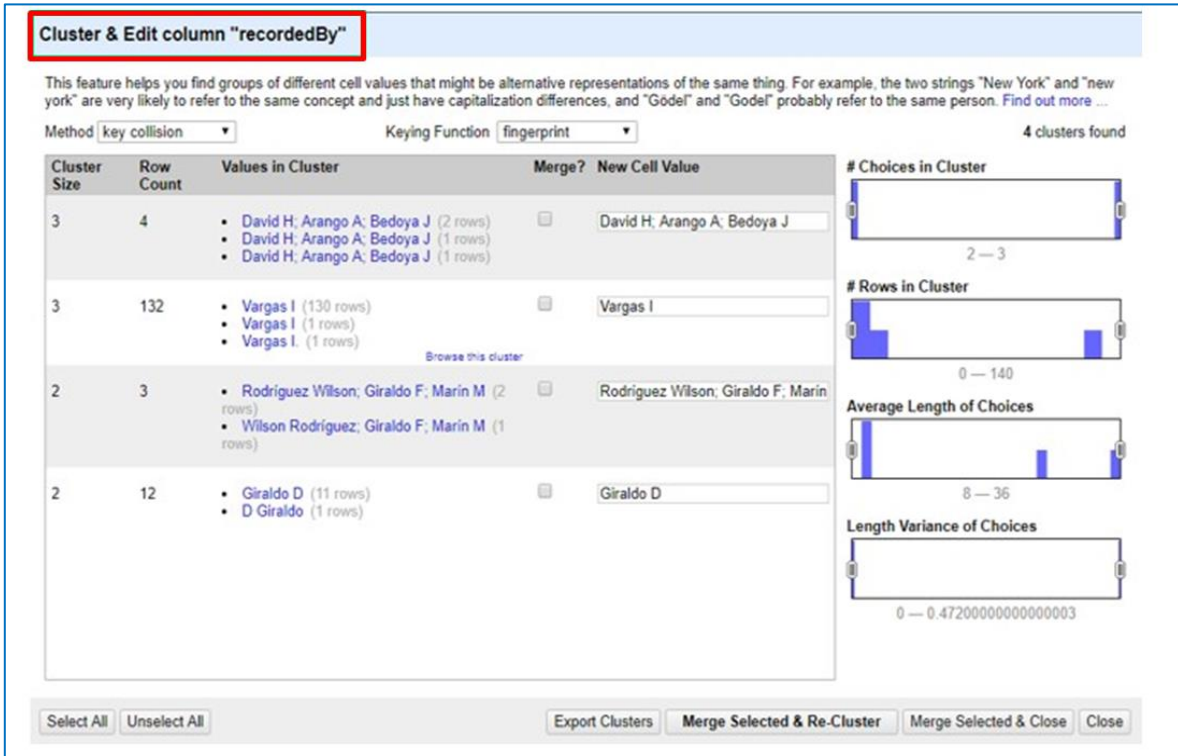 Cluster & Edit column "recordedBy"
This feature helps you find groups of different cell values that might be alternative representations of the same thing. For example, the two strings "New York" and "new
york" are very likely to refer to the same concept and just have capitalization differences, and "Gödel" and "Godel" probably refer to the same person. Find out more ...
Method key collision Keying Function fingerprint 4 clusters found
Cluster Size Row Count Values in Cluster Merge? New Cell Value
3 4 • David H; Arango A; Bedoya J (2 rows) David H; Arango A; Bedoya J
• David H; Arango A; Bedoya J (1 rows)
• David H; Arango A; Bedoya J (1 rows)
3 132 • Vargas I (130 rows) Vargas I
• Vargas I (1 rows)
• Vargas I. (1 rows)
Browse this cluster
2 3 • Rodríguez Wilson; Giraldo F; Marin M (2 Rodríguez Wilson; Giraldo F; Marin
rows)
• Wilson Rodríguez; Giraldo F; Marin M (1
rows)
2 12 • Giraldo D (11 rows) Giraldo D
• D Giraldo (1 rows)
# Choices in Cluster
2 — 3
# Rows in Cluster
0 — 140
Average Length of Choices
8 — 36
Length Variance of Choices
0 — 0.47200000000000003
Select All Unselect All Export Clusters Merge Selected & Re-Cluster Merge Selected & Close Close